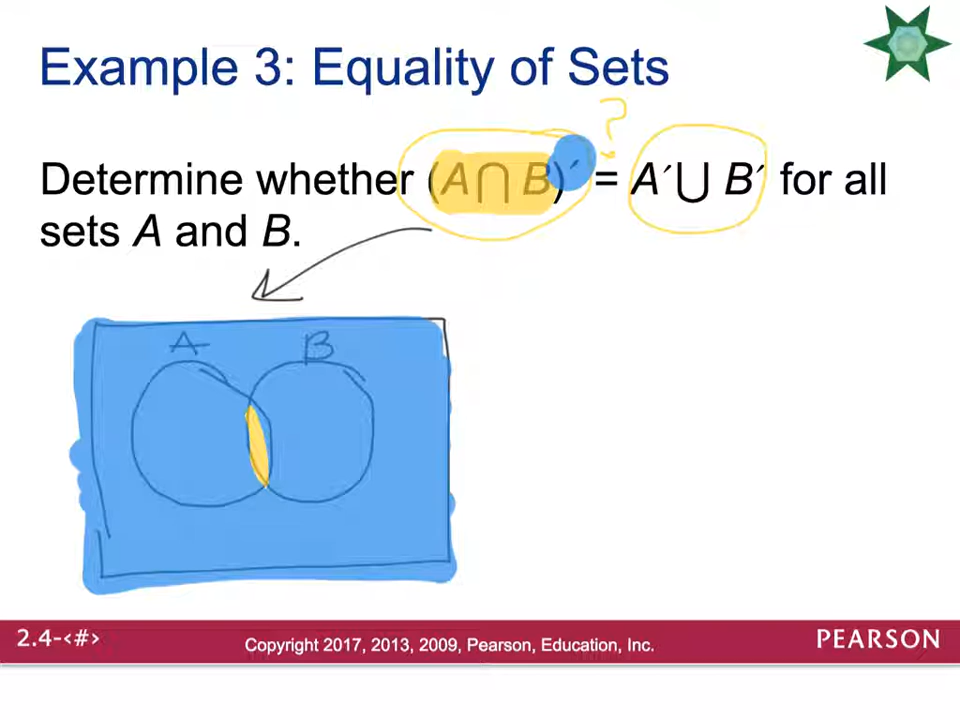 Example 3: Equality of Sets
?
Determine whether (A ⋂ B)′ = A′ ⋃ B′ for all
sets A and B.
A B
2.4-<#>
Copyright 2017, 2013, 2009, Pearson, Education, Inc.
PEARSON